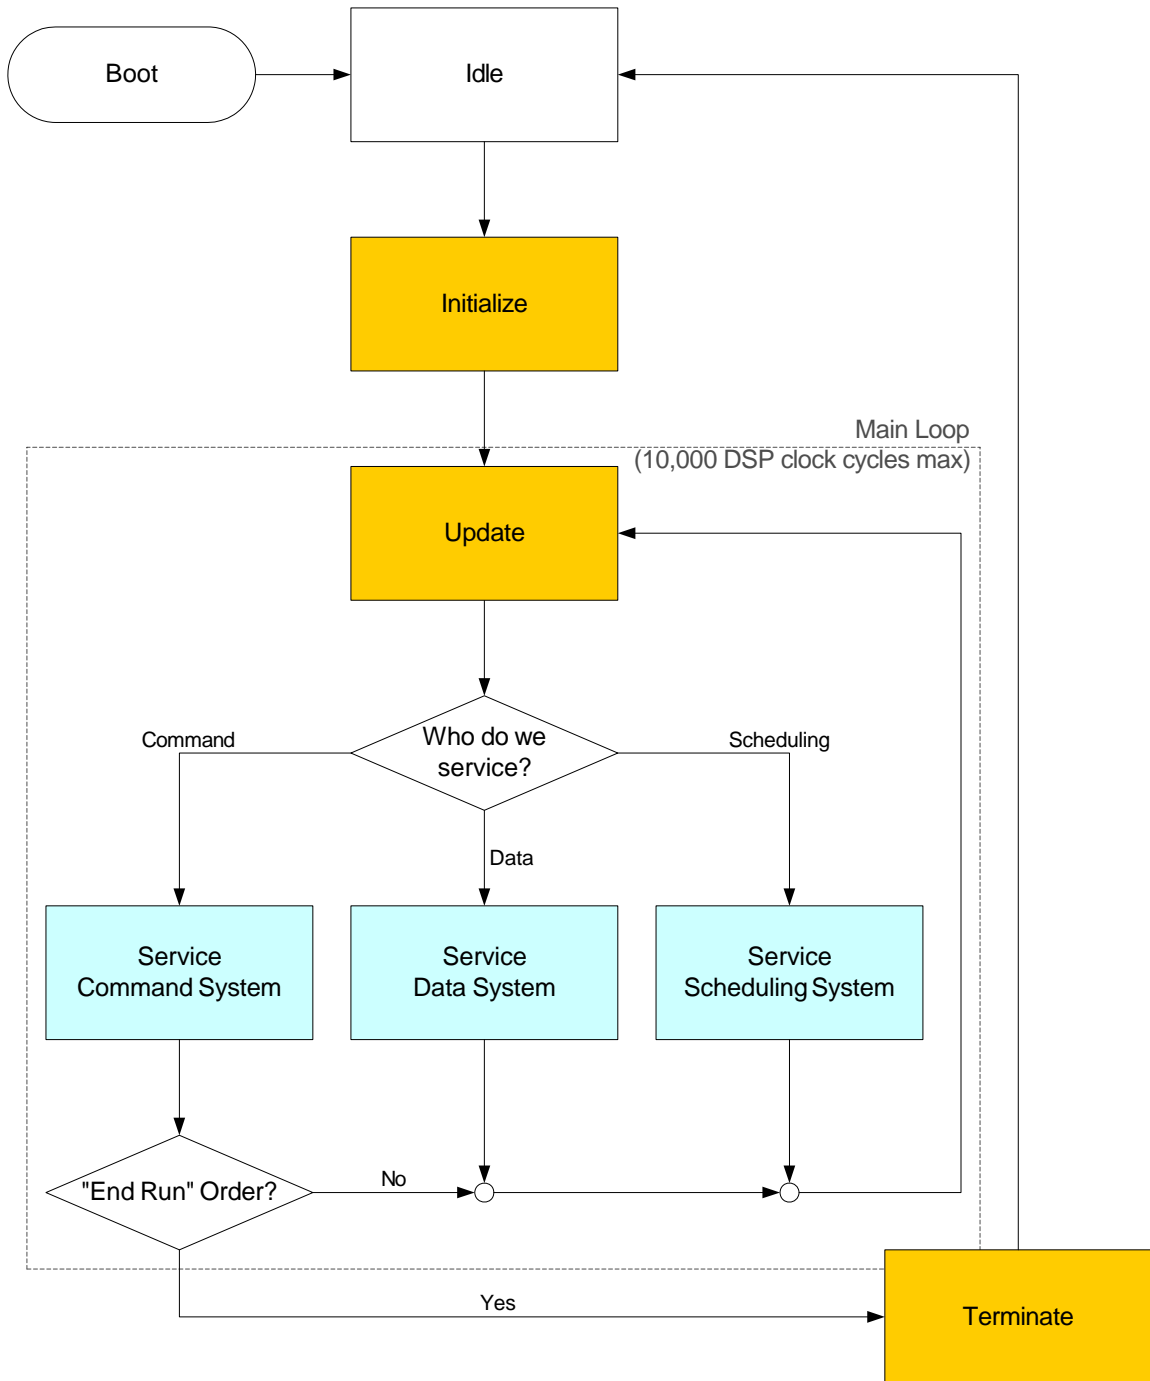 Boot
Idle
Initialize
Main Loop
(10,000 DSP clock cycles max)
Update
Who do we
service?
Command
Scheduling
Data
Service
Command System
Service
Data System
Service
Scheduling System
"End Run" Order?
No
Yes
Terminate